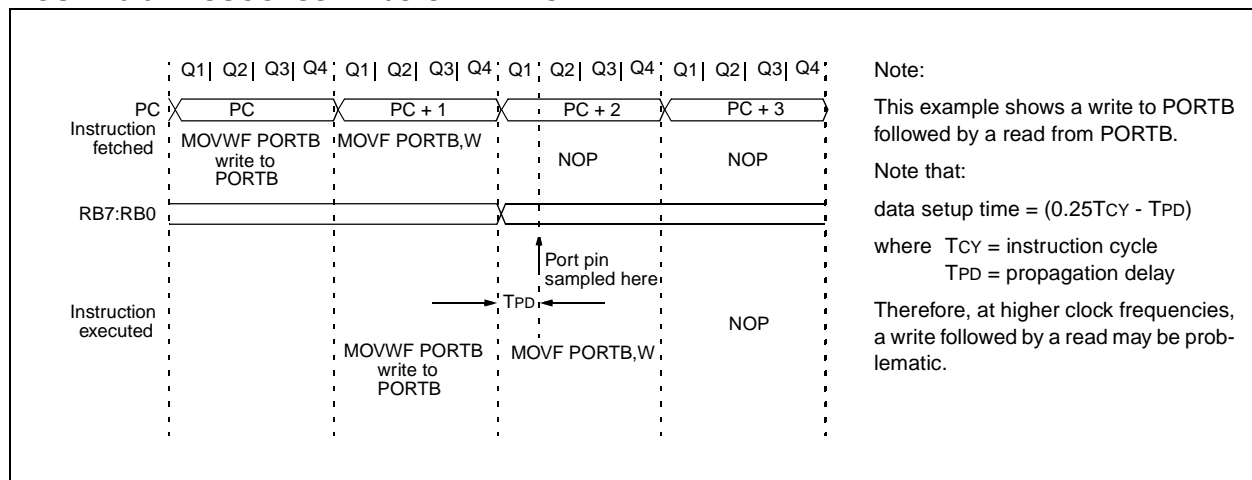 Q1| Q2| Q3| Q4 Q1| Q2| Q3| Q4 Q1| Q2| Q3| Q4 Q1| Q2| Q3| Q4
PC PC PC + 1 PC + 2 PC + 3
Instruction
fetched
MOVWF PORTB
write to
PORTB
MOVF PORTB,W
NOP
NOP
RB7:RB0
Port pin
sampled here
TPD
Instruction
executed
MOVWF PORTB
write to
PORTB
MOVF PORTB,W
NOP
Note:
This example shows a write to PORTB
followed by a read from PORTB.
Note that:
data setup time = (0.25TCY - TPD)
where TCY = instruction cycle
TPD = propagation delay
Therefore, at higher clock frequencies,
a write followed by a read may be prob-
lematic.